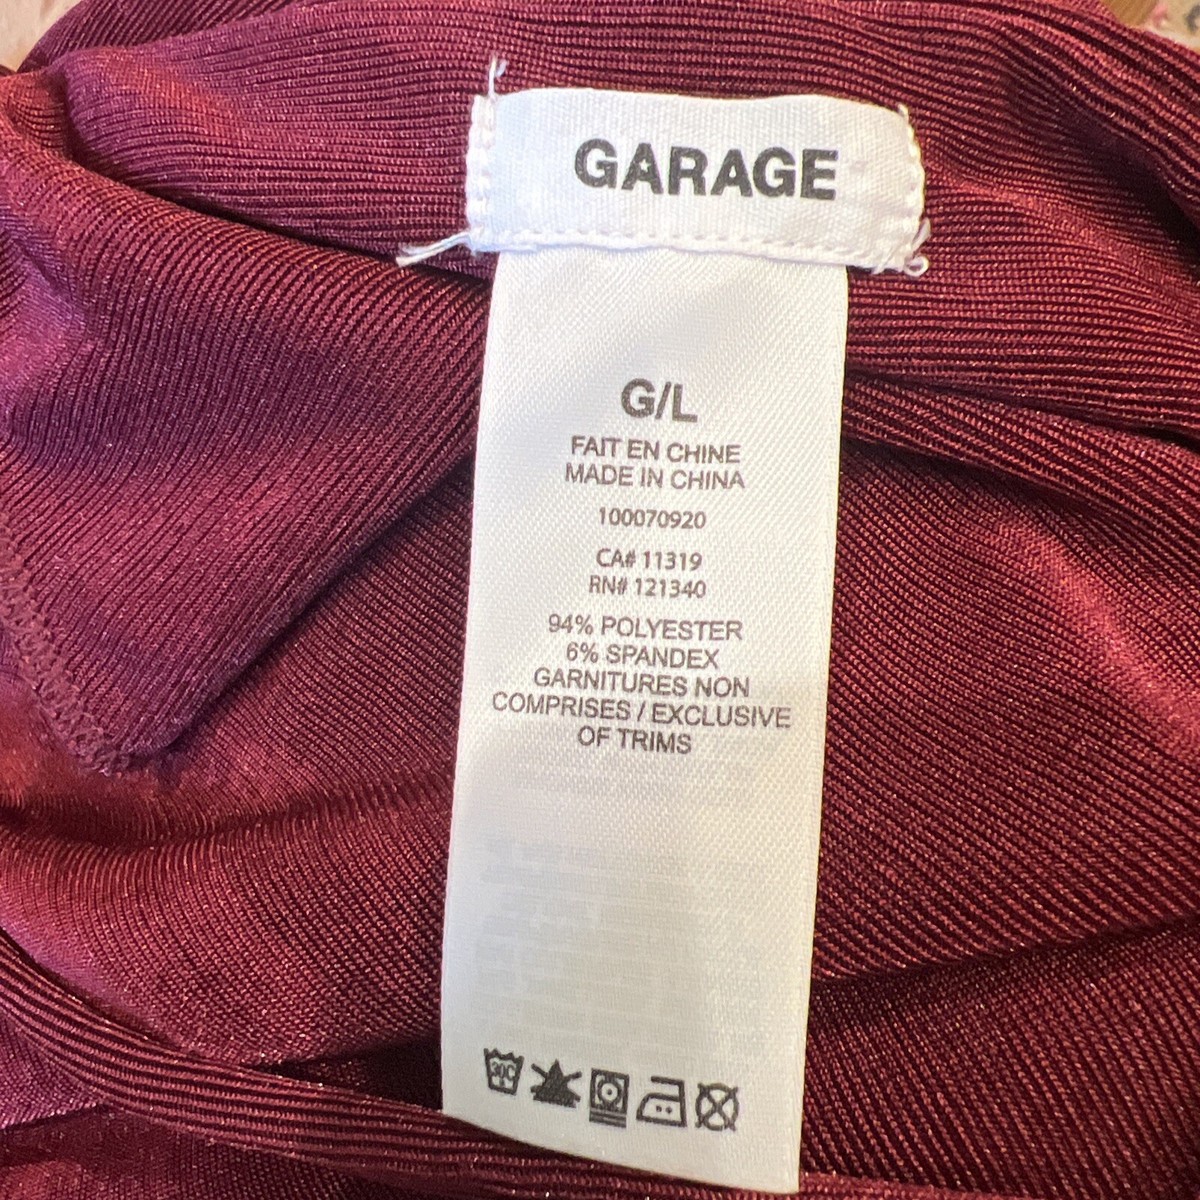 GARAGE
G/L
FAIT EN CHINE
MADE IN CHINA
100070920
CA# 11319
RN# 121340
94% POLYESTER
6% SPANDEX
GARNITURES NON
COMPRISES / EXCLUSIVE
OF TRIMS
30C